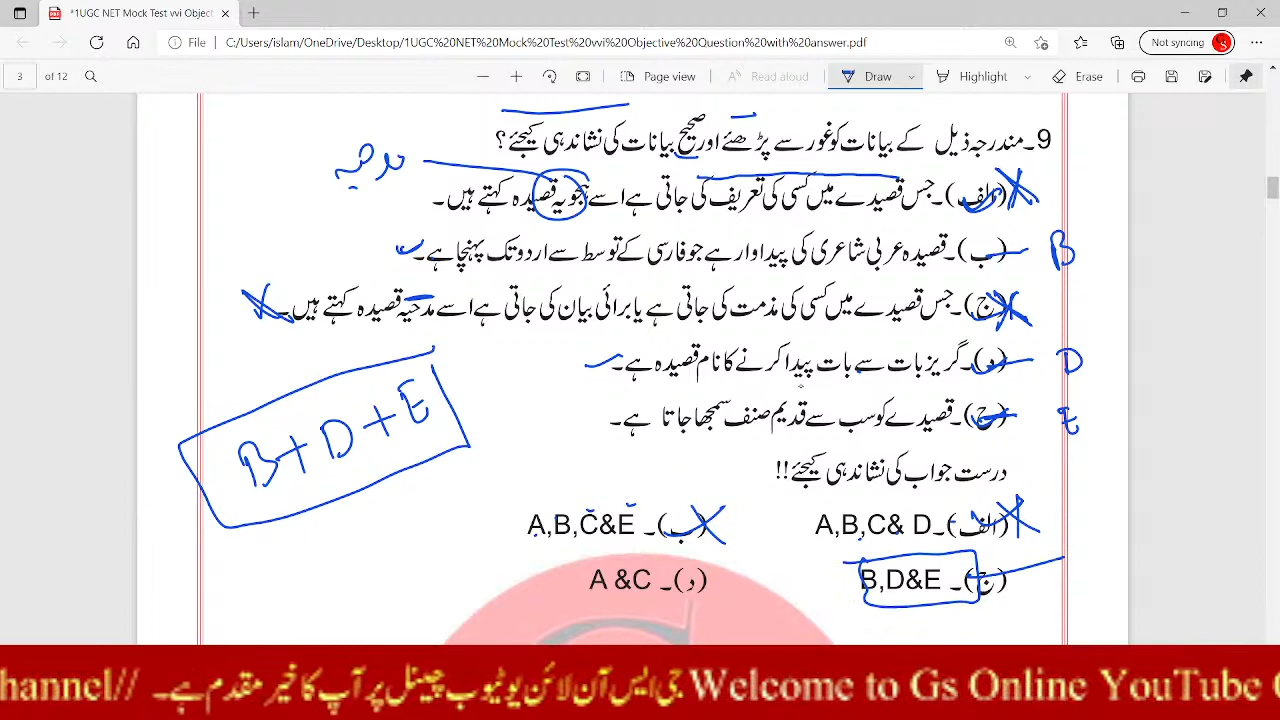 *1UGC NET Mock Test vvi Object
File C:/Users/islam/OneDrive/Desktop/1UGC%20NET%20Mock%20Test%20vvi%20Objective%20Question%20with%20answer.pdf Not syncing
3 of 12 Page view Read aloud Draw Highlight Erase
9۔مندرجہ ذیل کے بیانات کو غور سے پڑھئے اور صحیح بیانات کی نشاندہی کیجئے؟
مدحیہ
(الف)۔جس قصیدے میں کسی کی تعریف کی جاتی ہے اسے ہجویہ قصیدہ کہتے ہیں۔
(ب)۔قصیدہ عربی شاعری کی پیداوار ہے جو فارسی کے توسط سے اردو تک پہنچا ہے۔ B
(ج)۔جس قصیدے میں کسی کی مذمت کی جاتی ہے یا برائی بیان کی جاتی ہے اسے مدحیہ قصیدہ کہتے ہیں۔
(د)۔گریز بات سے بات پیدا کرنے کا نام قصیدہ ہے۔ D
(ح)۔قصیدے کو سب سے قدیم صنف سمجھا جاتا ہے۔ E
B+D+E
درست جواب کی نشاندہی کیجئے!!
(الف)۔A,B,C& D (ب)۔ A,B,C&E
(ج)۔ B,D&E (د)۔ A &C
hannel// جی ایس آن لائن یوٹیوب چینل پر آپ کا خیر مقدم ہے۔ Welcome to Gs Online YouTube C